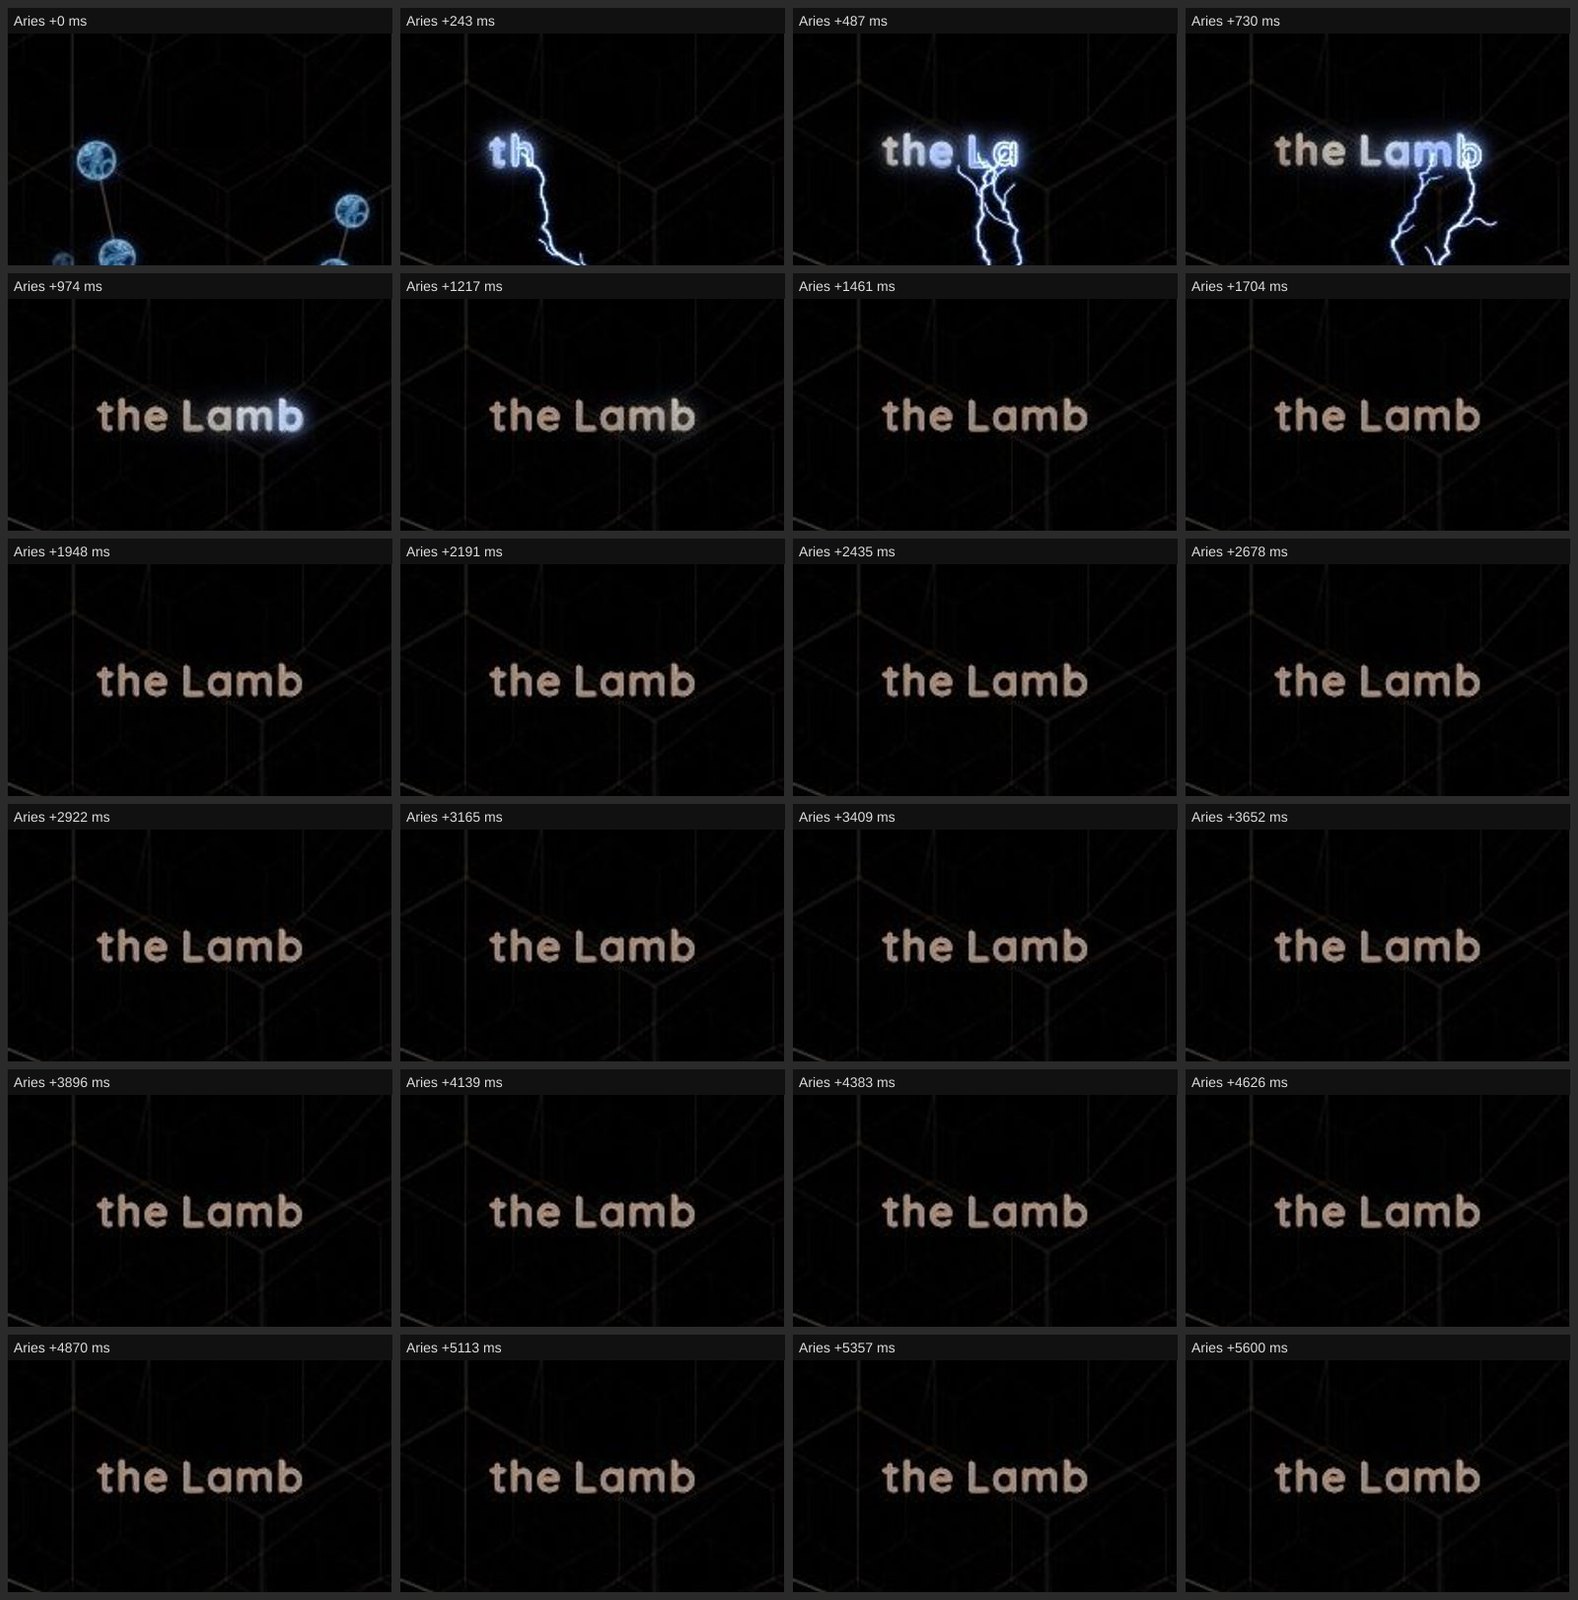 Aries +0 ms
Aries +243 ms
th
Aries +487 ms
the La
Aries +730 ms
the Lamb
Aries +974 ms
the Lamb
Aries +1217 ms
the Lamb
Aries +1461 ms
the Lamb
Aries +1704 ms
the Lamb
Aries +1948 ms
the Lamb
Aries +2191 ms
the Lamb
Aries +2435 ms
the Lamb
Aries +2678 ms
the Lamb
Aries +2922 ms
the Lamb
Aries +3165 ms
the Lamb
Aries +3409 ms
the Lamb
Aries +3652 ms
the Lamb
Aries +3896 ms
the Lamb
Aries +4139 ms
the Lamb
Aries +4383 ms
the Lamb
Aries +4626 ms
the Lamb
Aries +4870 ms
the Lamb
Aries +5113 ms
the Lamb
Aries +5357 ms
the Lamb
Aries +5600 ms
the Lamb